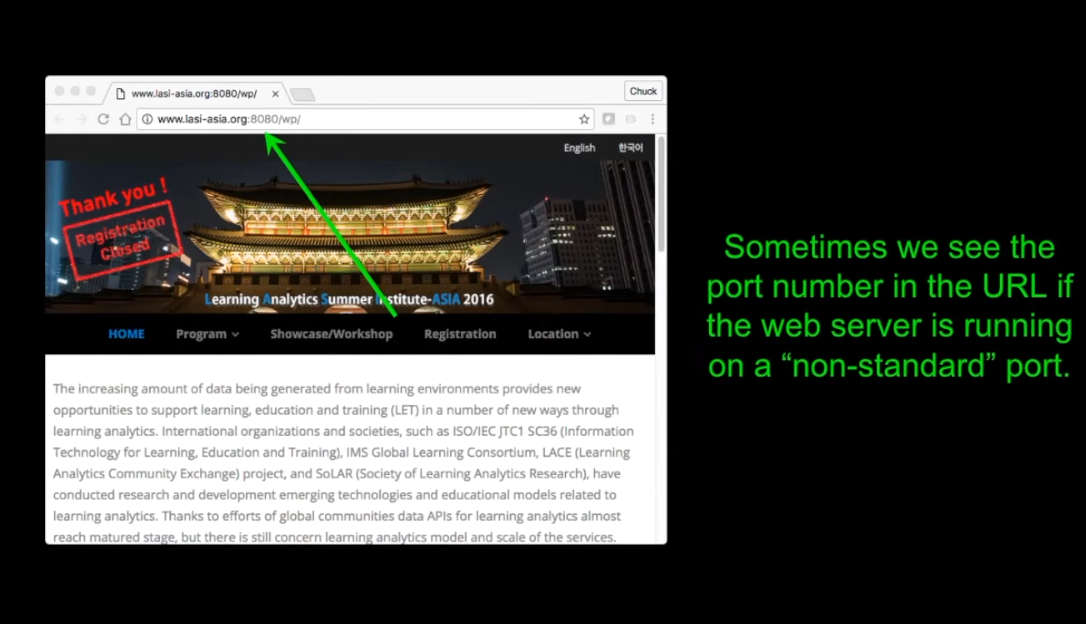 www.lasi-asia.org:8080/wp/
Chuck
www.lasi-asia.org:8080/wp/
English 한국어
Thank you !
Registration
Closed
Learning Analytics Summer Institute-ASIA 2016
HOME Program Showcase/Workshop Registration Location
The increasing amount of data being generated from learning environments provides new
opportunities to support learning, education and training (LET) in a number of new ways through
learning analytics. International organizations and societies, such as ISO/IEC JTC1 SC36 (Information
Technology for Learning, Education and Training), IMS Global Learning Consortium, LACE (Learning
Analytics Community Exchange) project, and SoLAR (Society of Learning Analytics Research), have
conducted research and development emerging technologies and educational models related to
learning analytics. Thanks to efforts of global communities data APIs for learning analytics almost
reach matured stage, but there is still concern learning analytics model and scale of the services.
Sometimes we see the
port number in the URL if
the web server is running
on a “non-standard” port.